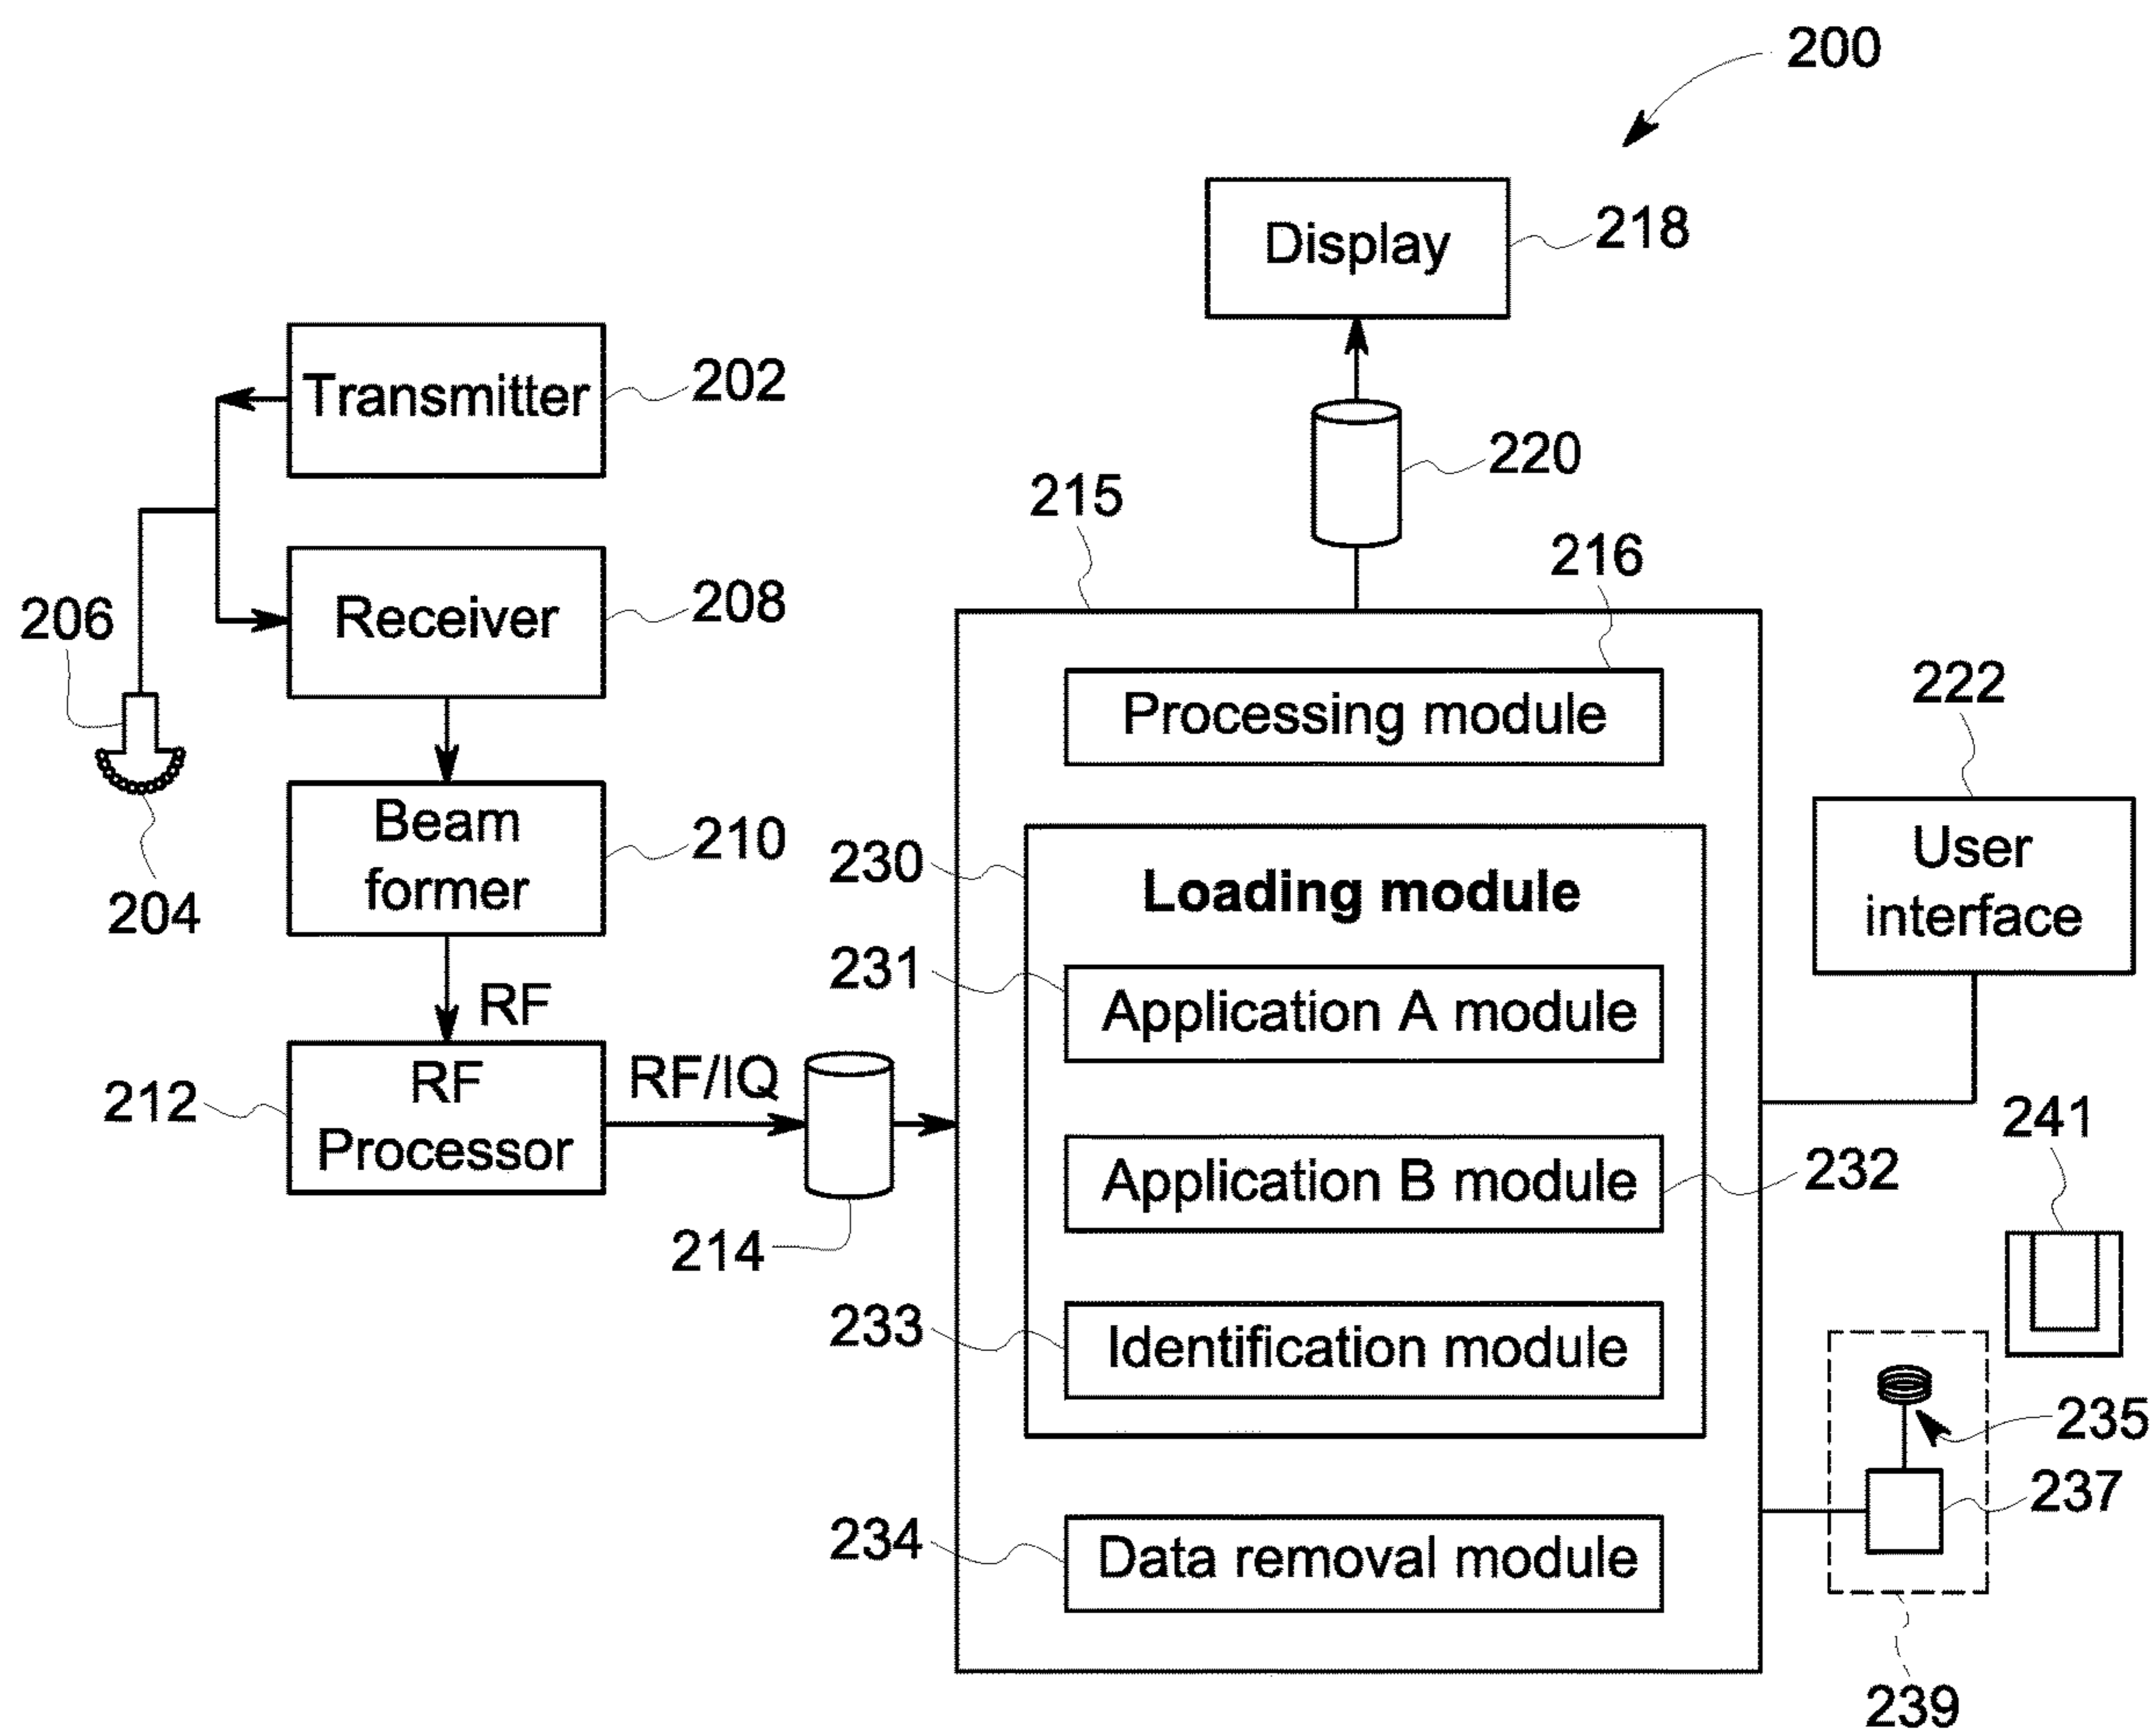 200
Display
218
Transmitter
202
220
215
216
Receiver
208
206
Processing module
222
Beam
former
210
204
230
Loading module
User
interface
231
Application A module
RF
RF
Processor
212
RF/IQ
241
Application B module
232
214
233
Identification module
235
237
234
Data removal module
239